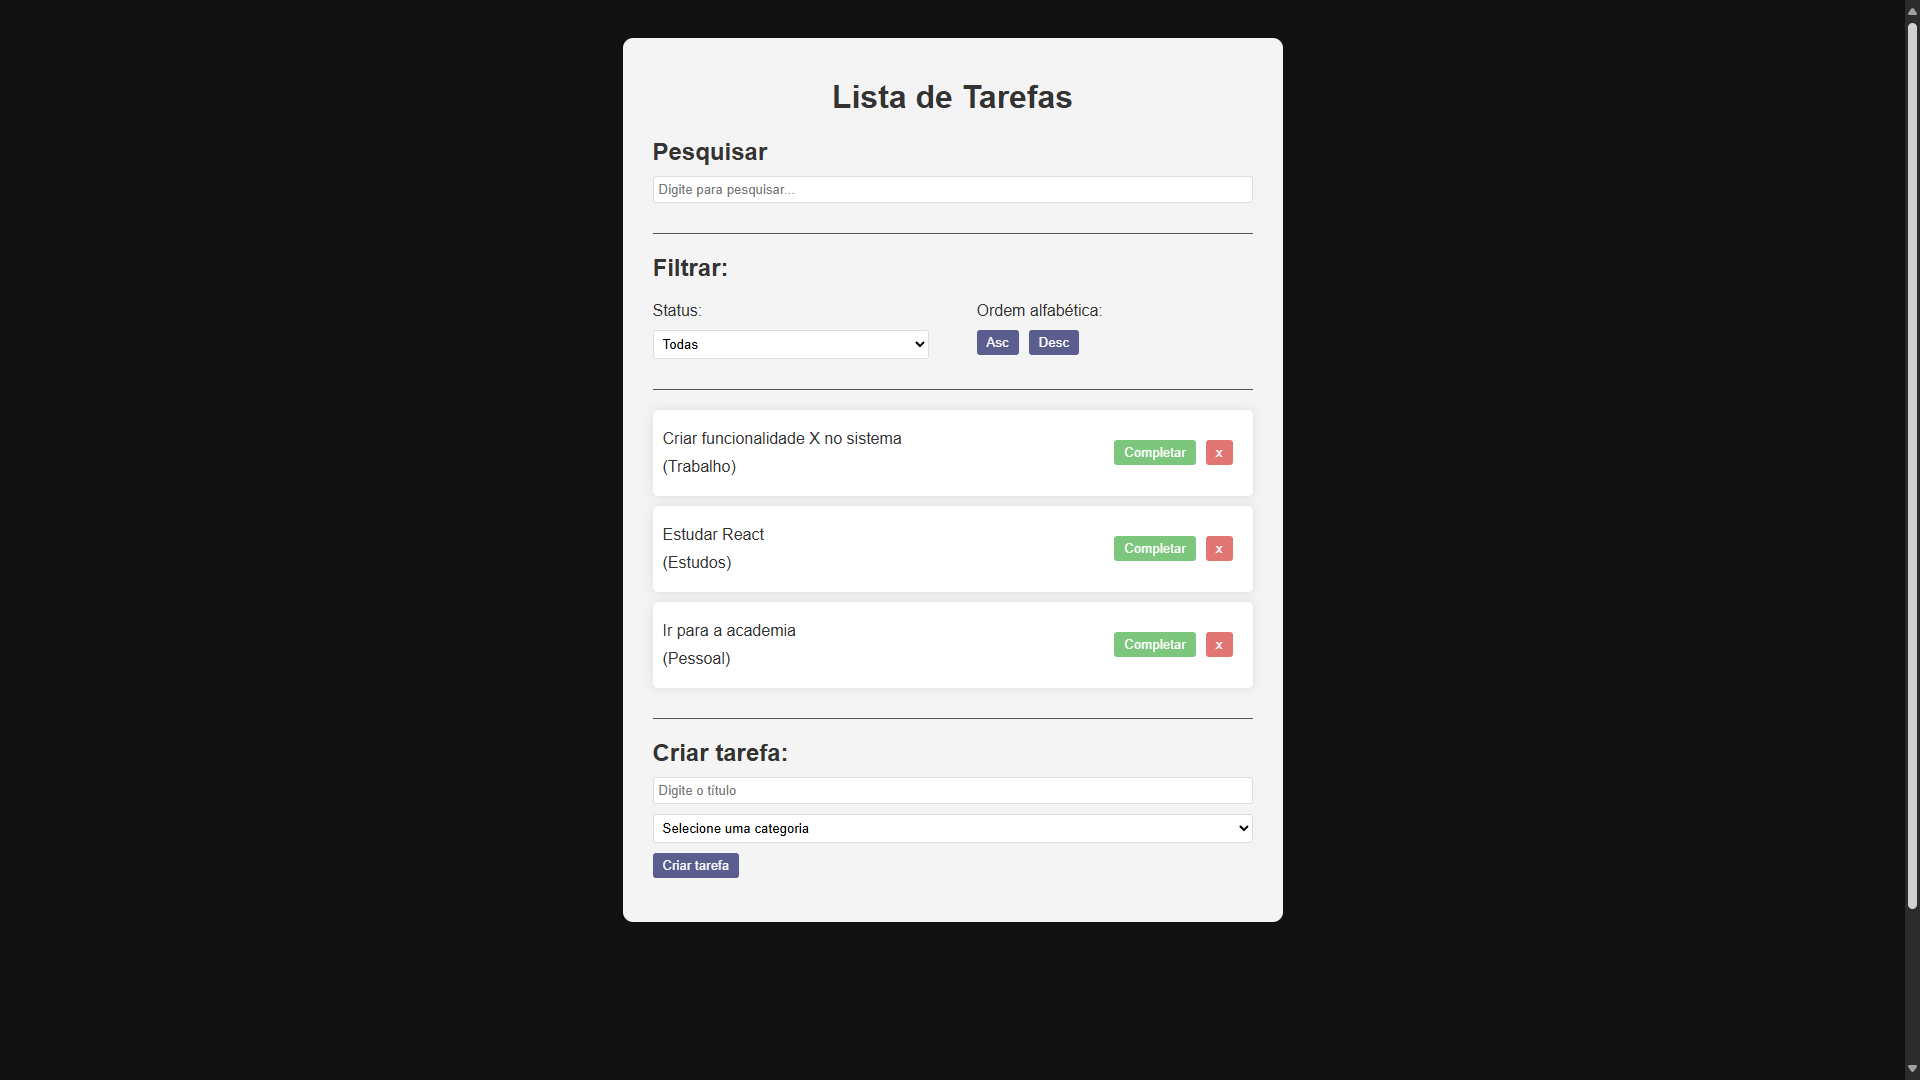 Lista de Tarefas
Pesquisar
Digite para pesquisar...
Filtrar:
Status:
Todas
Ordem alfabética:
Asc Desc
Criar funcionalidade X no sistema
(Trabalho)
Completar x
Estudar React
(Estudos)
Completar x
Ir para a academia
(Pessoal)
Completar x
Criar tarefa:
Digite o título
Selecione uma categoria
Criar tarefa